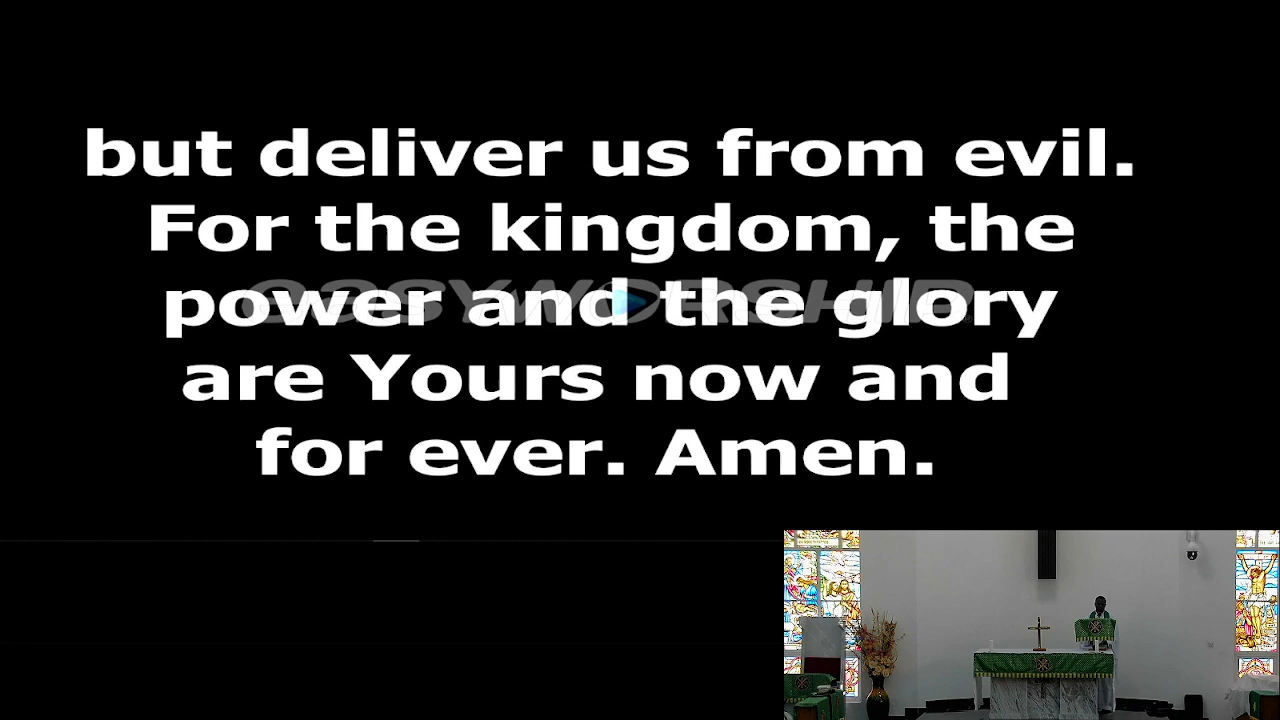 but deliver us from evil.
For the kingdom, the
power and the glory
are Yours now and
for ever. Amen.
easyworship